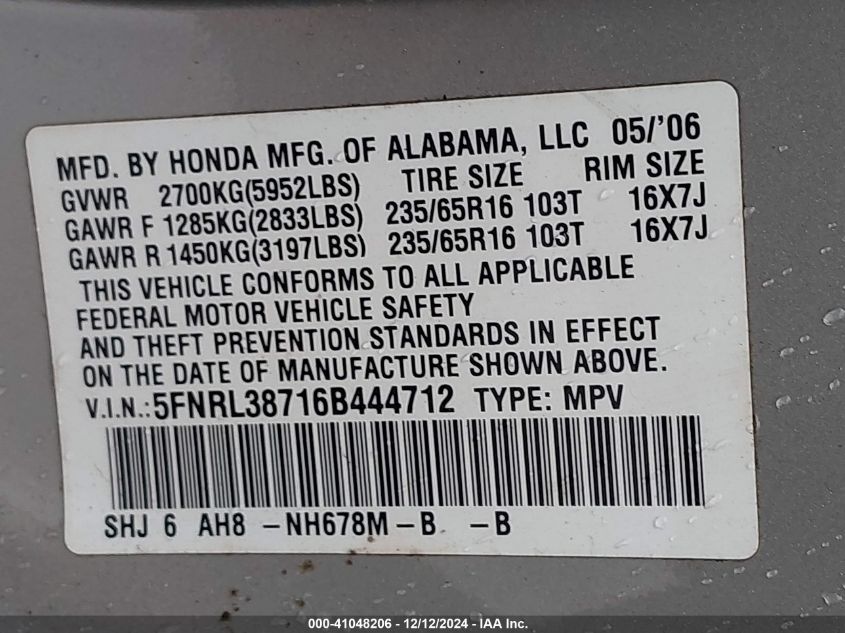 MFD. BY HONDA MFG. OF ALABAMA, LLC 05/'06
GVWR 2700KG(5952LBS) TIRE SIZE RIM SIZE
GAWR F 1285KG(2833LBS) 235/65R16 103T 16X7J
GAWR R 1450KG(3197LBS) 235/65R16 103T 16X7J
THIS VEHICLE CONFORMS TO ALL APPLICABLE
FEDERAL MOTOR VEHICLE SAFETY
AND THEFT PREVENTION STANDARDS IN EFFECT
ON THE DATE OF MANUFACTURE SHOWN ABOVE.
V.I.N.:5FNRL38716B444712 TYPE: MPV
SHJ 6 AH8 -NH678M-B -B
000-41048206 - 12/12/2024 - IAA Inc.